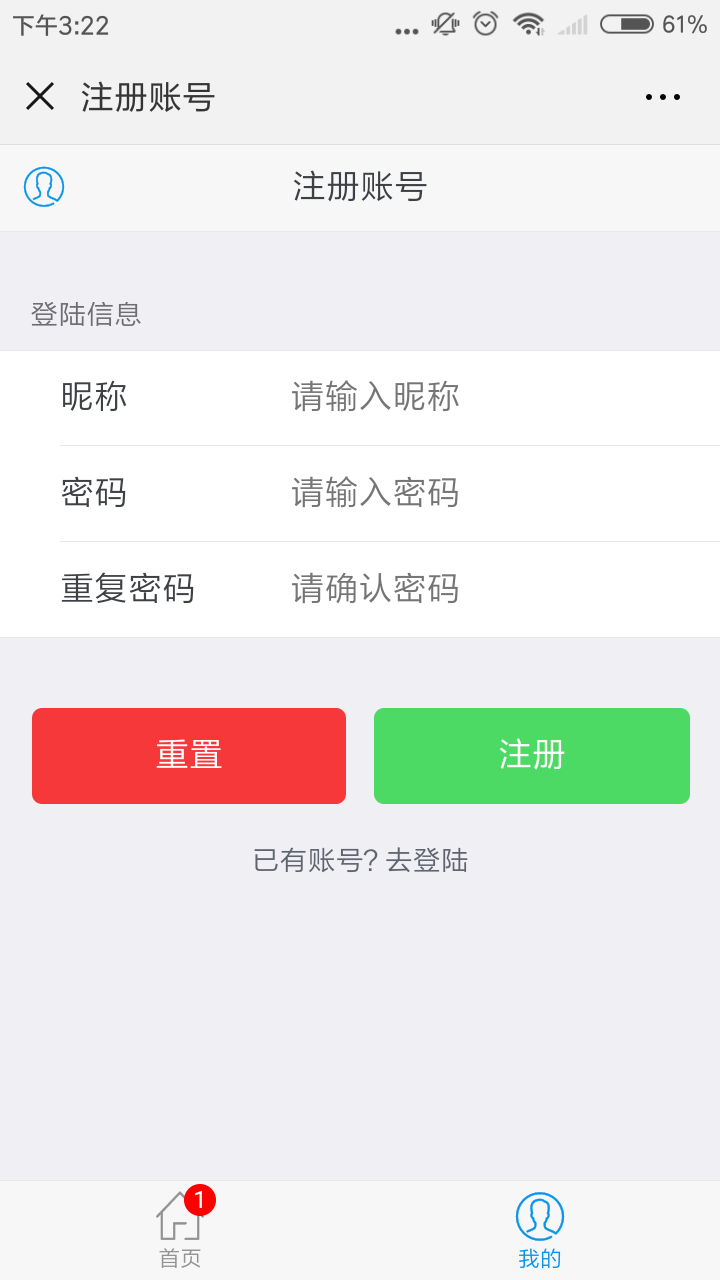 下午3:22
61%
注册账号
注册账号
登陆信息
昵称 请输入昵称
密码 请输入密码
重复密码 请确认密码
重置 注册
已有账号? 去登陆
1
首页 我的